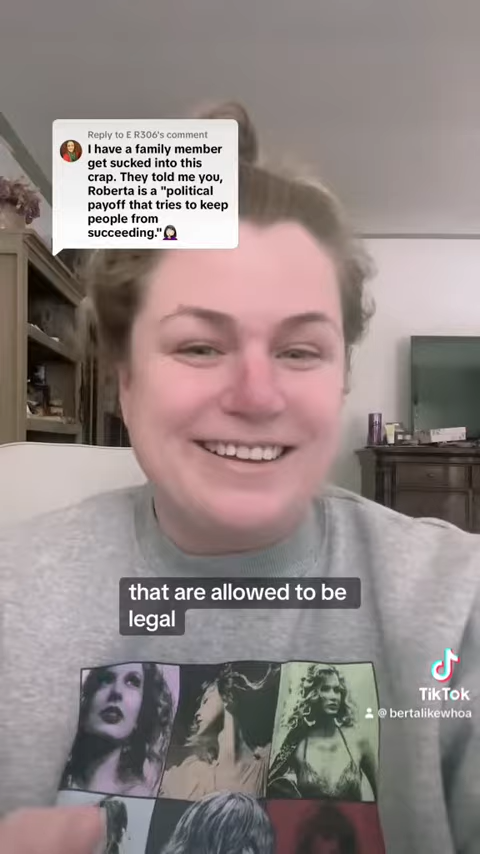 Reply to E R306's comment
I have a family member
get sucked into this
crap. They told me you,
Roberta is a "political
payoff that tries to keep
people from
succeeding."🤦🏻‍♀️
that are allowed to be
legal
TikTok
@bertalikewhoa